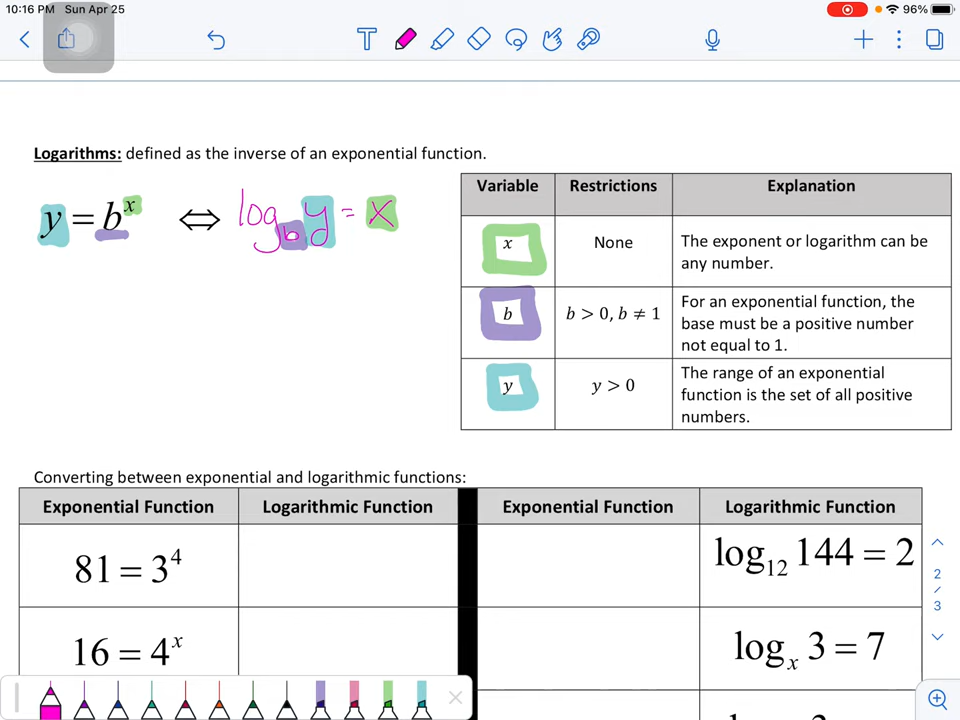 10:16 PM Sun Apr 25
96%
Logarithms: defined as the inverse of an exponential function.
y = b^x ⇔ log_b y = x
Variable Restrictions Explanation
x None The exponent or logarithm can be
any number.
b b > 0, b ≠ 1 For an exponential function, the
base must be a positive number
not equal to 1.
y y > 0 The range of an exponential
function is the set of all positive
numbers.
Converting between exponential and logarithmic functions:
Exponential Function Logarithmic Function Exponential Function Logarithmic Function
81 = 3^4 log_12 144 = 2
16 = 4^x log_x 3 = 7
2
/
3